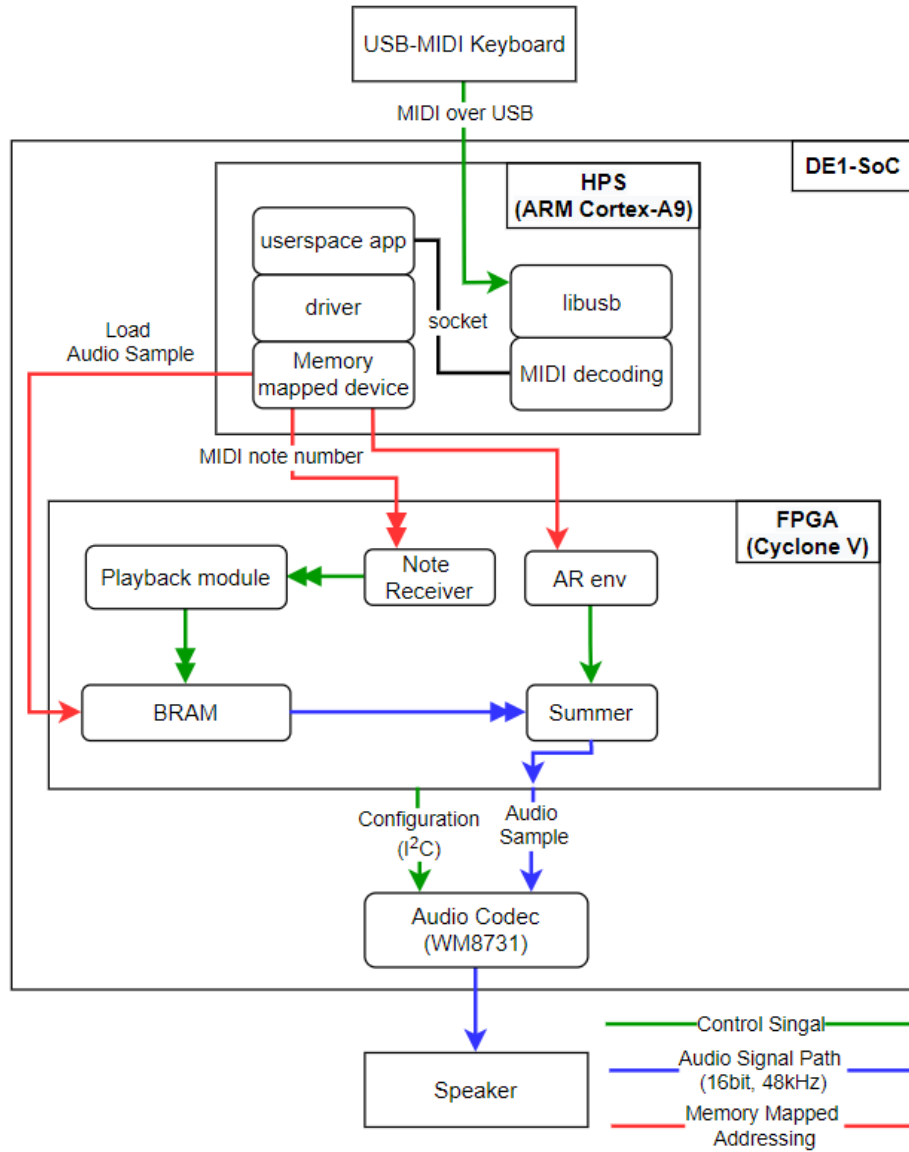 USB-MIDI Keyboard
MIDI over USB
DE1-SoC
HPS
(ARM Cortex-A9)
userspace app
driver
Memory
mapped device
socket
libusb
MIDI decoding
Load
Audio Sample
MIDI note number
FPGA
(Cyclone V)
Playback module
Note
Receiver
AR env
BRAM
Summer
Configuration
(I²C)
Audio
Sample
Audio Codec
(WM8731)
Speaker
Control Singal
Audio Signal Path
(16bit, 48kHz)
Memory Mapped
Addressing